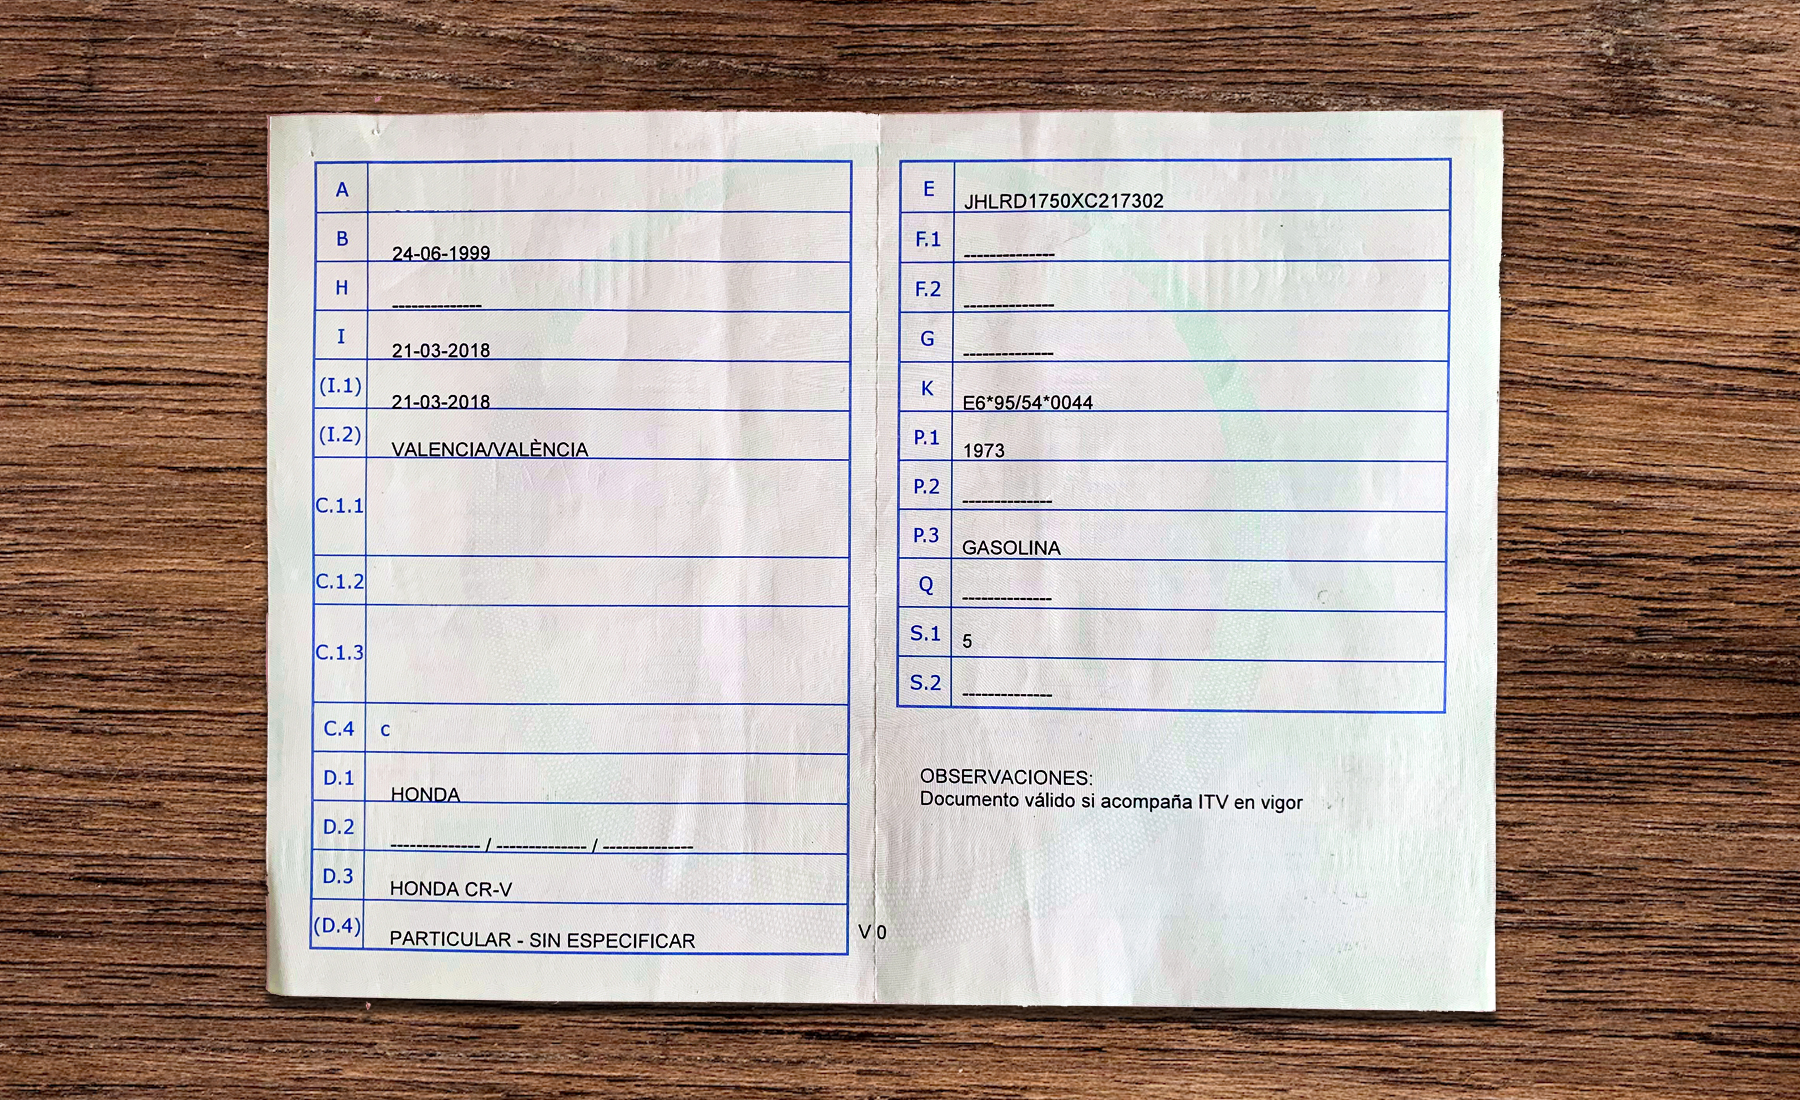 A
B 24-06-1999
H --------------
I 21-03-2018
(I.1) 21-03-2018
(I.2) VALENCIA/VALÈNCIA
C.1.1
C.1.2
C.1.3
C.4 c
D.1 HONDA
D.2 -------------- / -------------- / --------------
D.3 HONDA CR-V
(D.4) PARTICULAR - SIN ESPECIFICAR
V 0
E JHLRD1750XC217302
F.1 --------------
F.2 --------------
G --------------
K E6*95/54*0044
P.1 1973
P.2 --------------
P.3 GASOLINA
Q --------------
S.1 5
S.2 --------------
OBSERVACIONES:
Documento válido si acompaña ITV en vigor